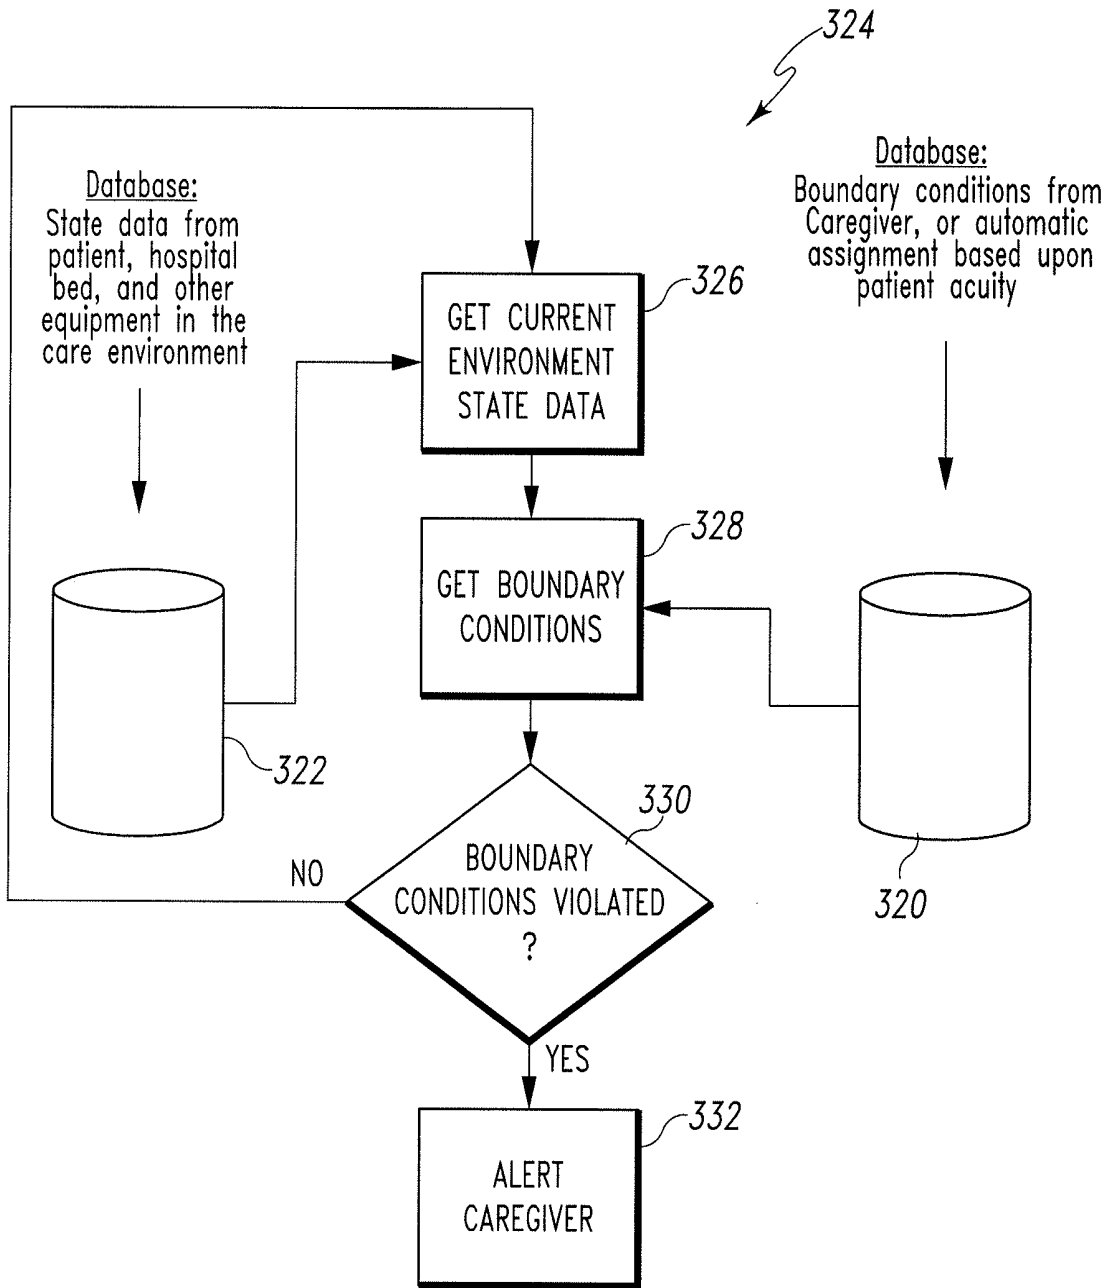 324
Database:
State data from
patient, hospital
bed, and other
equipment in the
care environment
Database:
Boundary conditions from
Caregiver, or automatic
assignment based upon
patient acuity
326
GET CURRENT
ENVIRONMENT
STATE DATA
328
GET BOUNDARY
CONDITIONS
322
330
BOUNDARY
CONDITIONS VIOLATED
?
NO
320
YES
332
ALERT
CAREGIVER